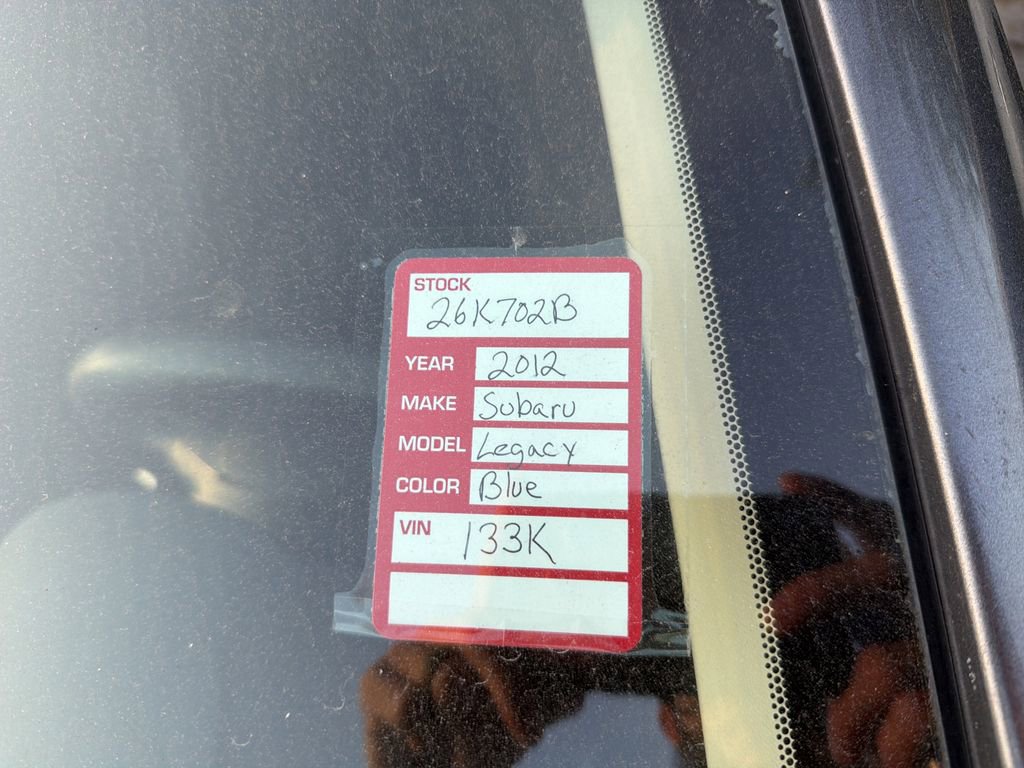 STOCK
26K702B
YEAR 2012
MAKE Subaru
MODEL Legacy
COLOR Blue
VIN 133K